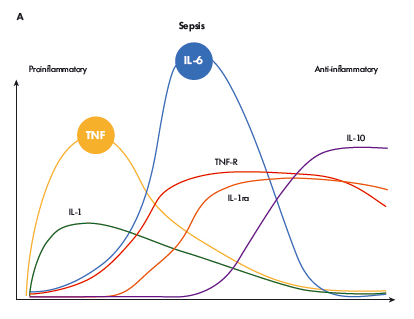 A
Sepsis
IL-6
Proinflammatory
Anti-inflammatory
TNF
IL-10
TNF-R
IL-1ra
IL-1